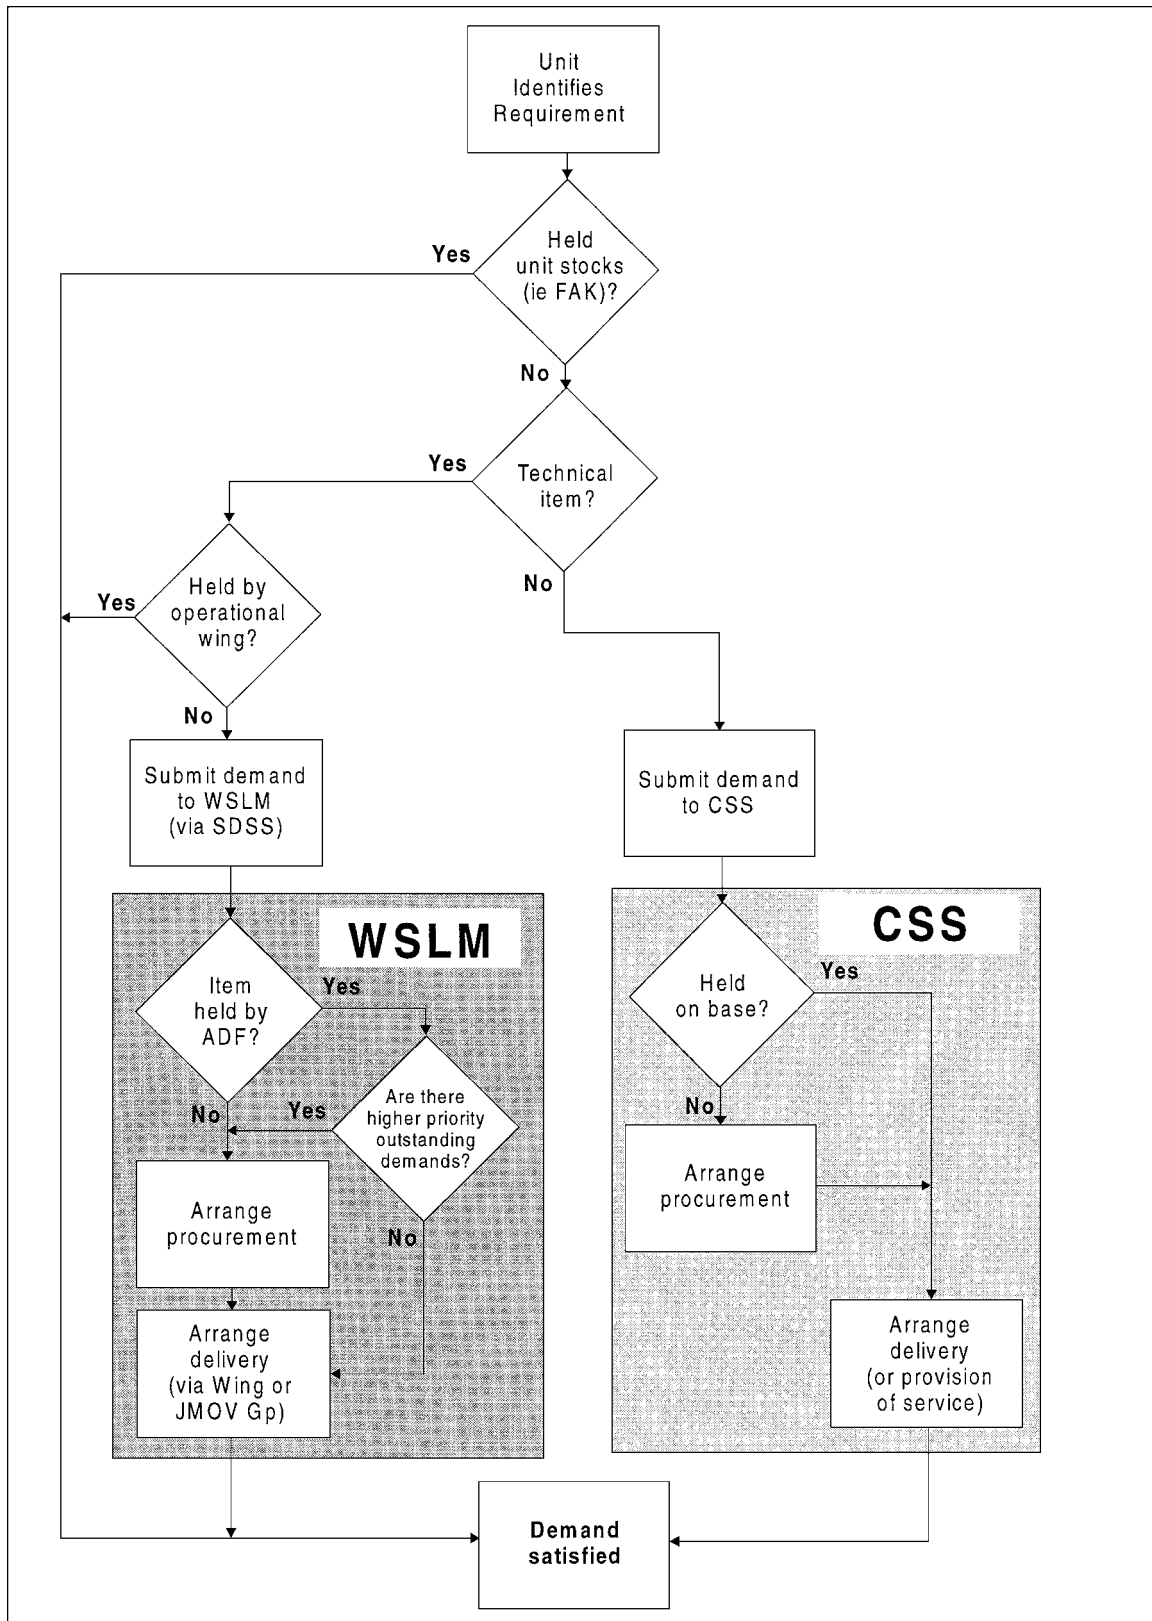 Unit
Identifies
Requirement
Yes
Held
unit stocks
(ie FAK)?
No
Yes
Technical
item?
No
Yes
Held by
operational
wing?
No
Submit demand
to WSLM
(via SDSS)
Submit demand
to CSS
WSLM
Item
held by
ADF?
Yes
No
Yes
Are there
higher priority
outstanding
demands?
No
Arrange
procurement
Arrange
delivery
(via Wing or
JMOV Gp)
CSS
Held
on base?
Yes
No
Arrange
procurement
Arrange
delivery
(or provision
of service)
Demand
satisfied